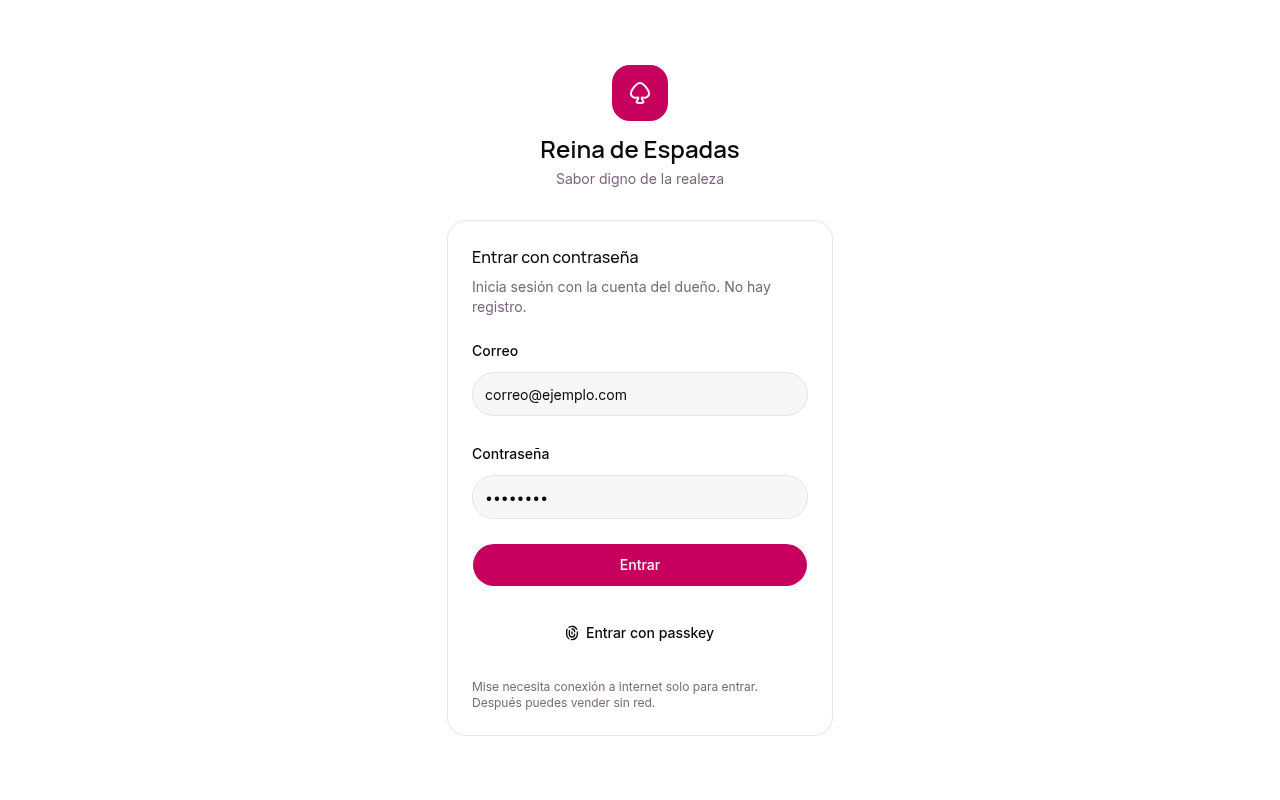 Reina de Espadas
Sabor digno de la realeza
Entrar con contraseña
Inicia sesión con la cuenta del dueño. No hay
registro.
Correo
correo@ejemplo.com
Contraseña
••••••••
Entrar
Entrar con passkey
Mise necesita conexión a internet solo para entrar.
Después puedes vender sin red.